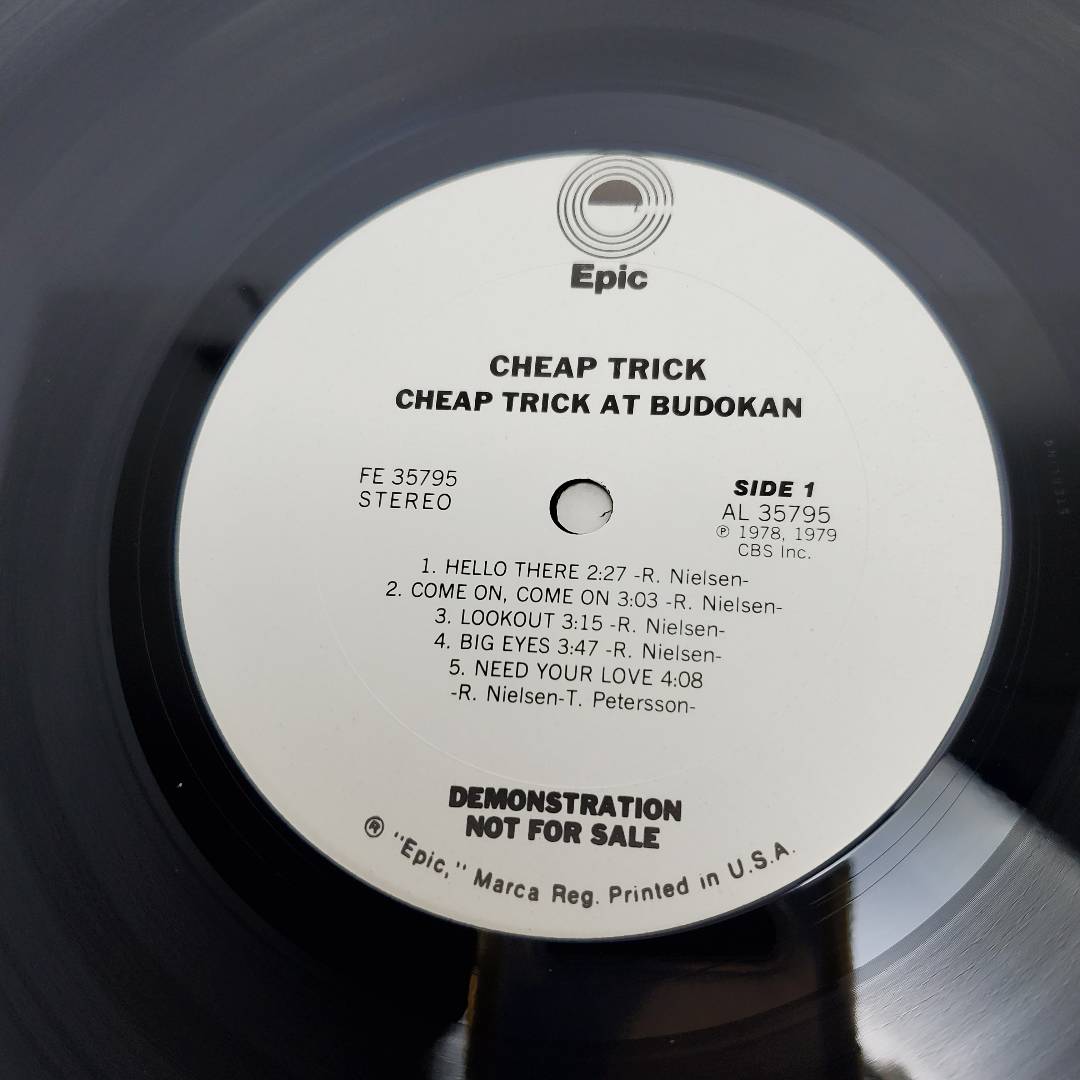 Epic
CHEAP TRICK
CHEAP TRICK AT BUDOKAN
FE 35795
STEREO
SIDE 1
AL 35795
℗ 1978, 1979
CBS Inc.
1. HELLO THERE 2:27 -R. Nielsen-
2. COME ON, COME ON 3:03 -R. Nielsen-
3. LOOKOUT 3:15 -R. Nielsen-
4. BIG EYES 3:47 -R. Nielsen-
5. NEED YOUR LOVE 4:08
-R. Nielsen-T. Petersson-
DEMONSTRATION
NOT FOR SALE
® "Epic," Marca Reg. Printed in U.S.A.
STERLING